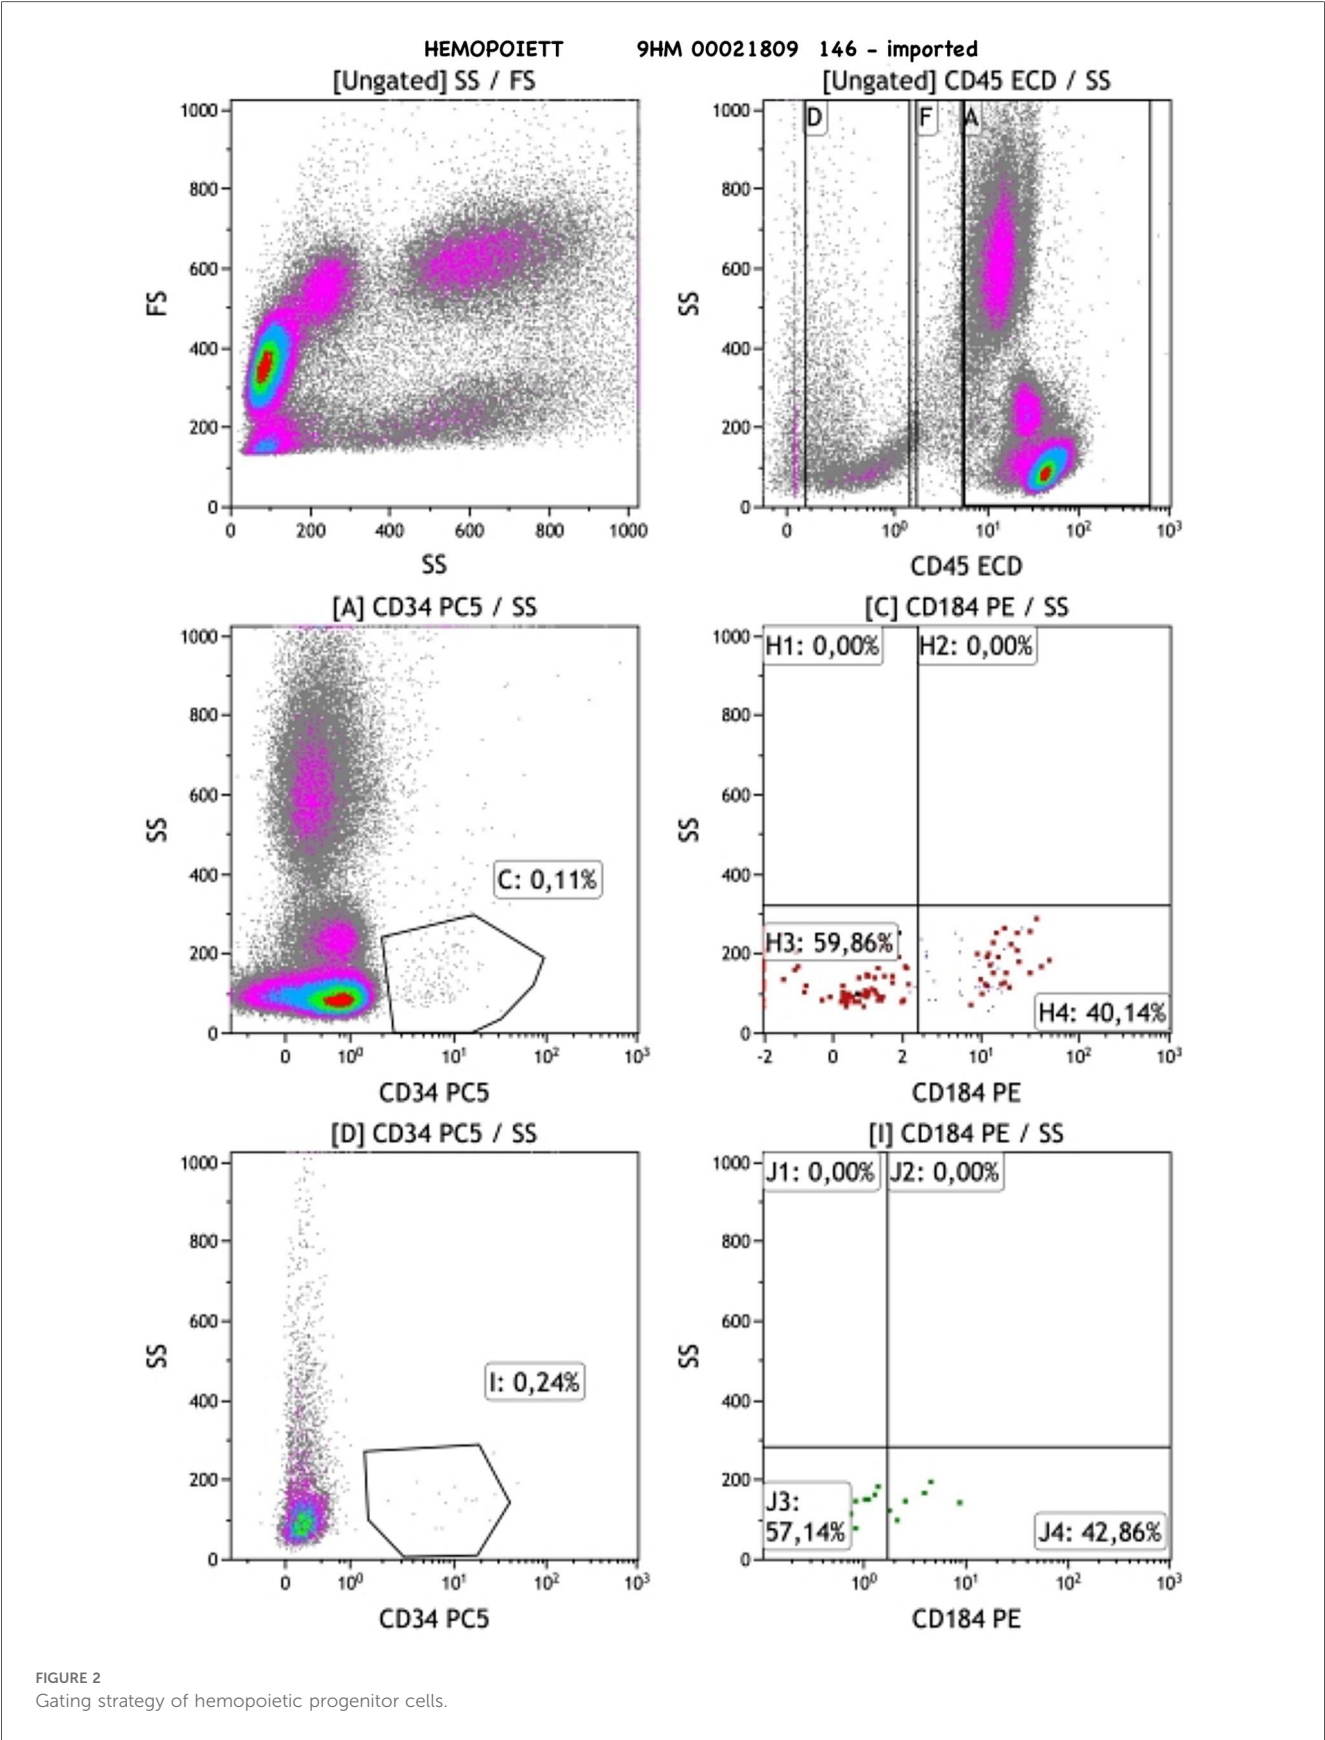 HEMOPOIETT 9HM 00021809 146 - imported
[Ungated] SS / FS
1000
800
600
400
200
0
FS
0 200 400 600 800 1000
SS
[Ungated] CD45 ECD / SS
D F A
1000
800
600
400
200
0
SS
0 10⁰ 10¹ 10² 10³
CD45 ECD
[A] CD34 PC5 / SS
1000
800
600
400
200
0
SS
C: 0,11%
0 10⁰ 10¹ 10² 10³
CD34 PC5
[C] CD184 PE / SS
H1: 0,00% H2: 0,00%
1000
800
600
400
200
0
SS
H3: 59,86%
H4: 40,14%
-2 0 2 10¹ 10² 10³
CD184 PE
[D] CD34 PC5 / SS
1000
800
600
400
200
0
SS
I: 0,24%
0 10⁰ 10¹ 10² 10³
CD34 PC5
[I] CD184 PE / SS
J1: 0,00% J2: 0,00%
1000
800
600
400
200
0
SS
J3:
57,14%
J4: 42,86%
10⁰ 10¹ 10² 10³
CD184 PE
FIGURE 2
Gating strategy of hemopoietic progenitor cells.